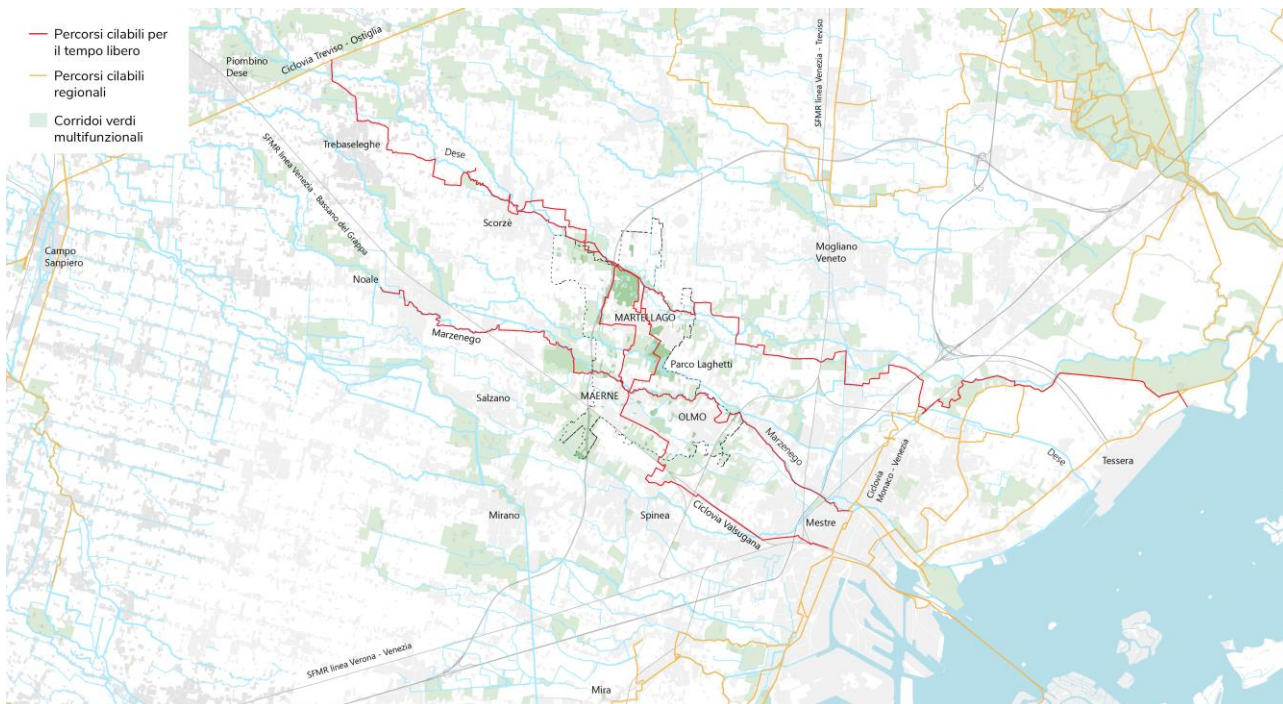 Percorsi cilabili per
il tempo libero
Percorsi cilabili
regionali
Corridoi verdi
multifunzionali
Piombino
Dese
Ciclovia Treviso - Ostiglia
SFMR linea Venezia - Treviso
SFMR linea Venezia - Bassano del Grappa
Trebaseleghe
Dese
Scorzè
Campo
Sanpiero
Mogliano
Veneto
Noale
MARTELLAGO
Marzenego
Parco Laghetti
Salzano
MAERNE
OLMO
Marzenego
Ciclovia
Monaco - Venezia
Dese
Tessera
Mirano
Spinea
Ciclovia Valsugana
Mestre
SFMR linea Verona - Venezia
Mira